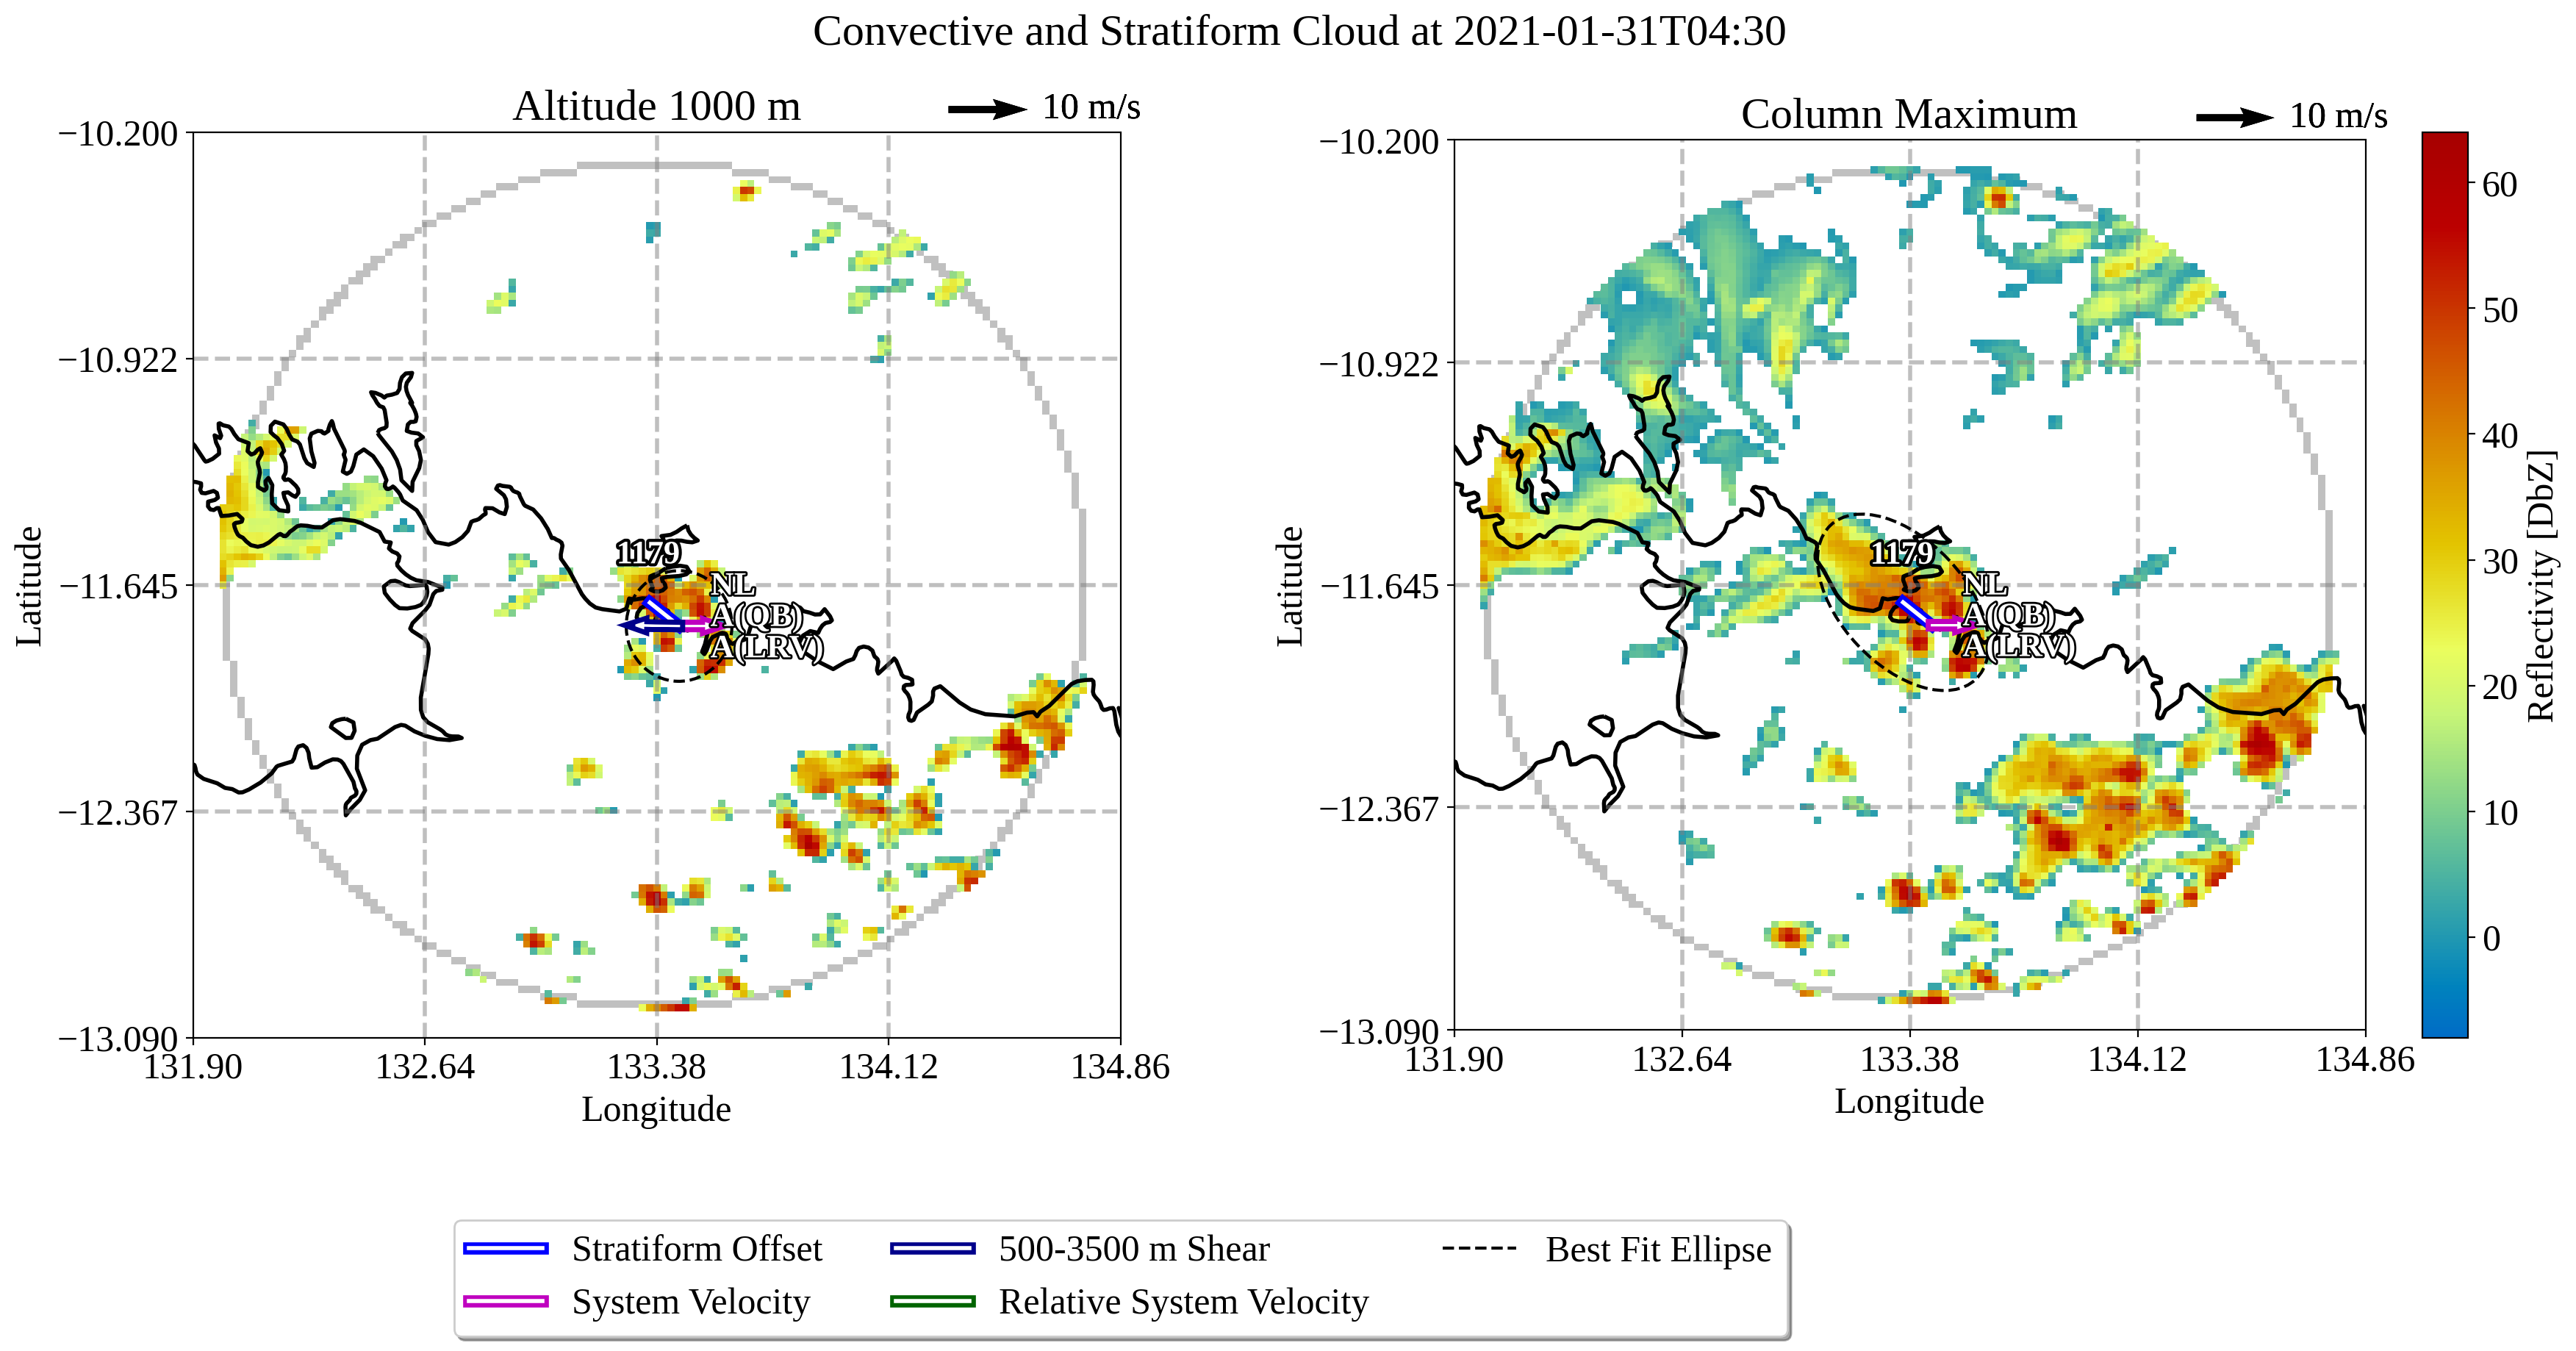 Convective and Stratiform Cloud at 2021-01-31T04:30
Altitude 1000 m
10 m/s
−10.200
−10.922
−11.645
−12.367
−13.090
131.90
132.64
133.38
134.12
134.86
Latitude
Longitude
1179
NL
A(QB)
A(LRV)
Column Maximum
10 m/s
−10.200
−10.922
−11.645
−12.367
−13.090
131.90
132.64
133.38
134.12
134.86
Latitude
Longitude
1179
NL
A(QB)
A(LRV)
60
50
40
30
20
10
0
Reflectivity [DbZ]
Stratiform Offset
System Velocity
500-3500 m Shear
Relative System Velocity
Best Fit Ellipse